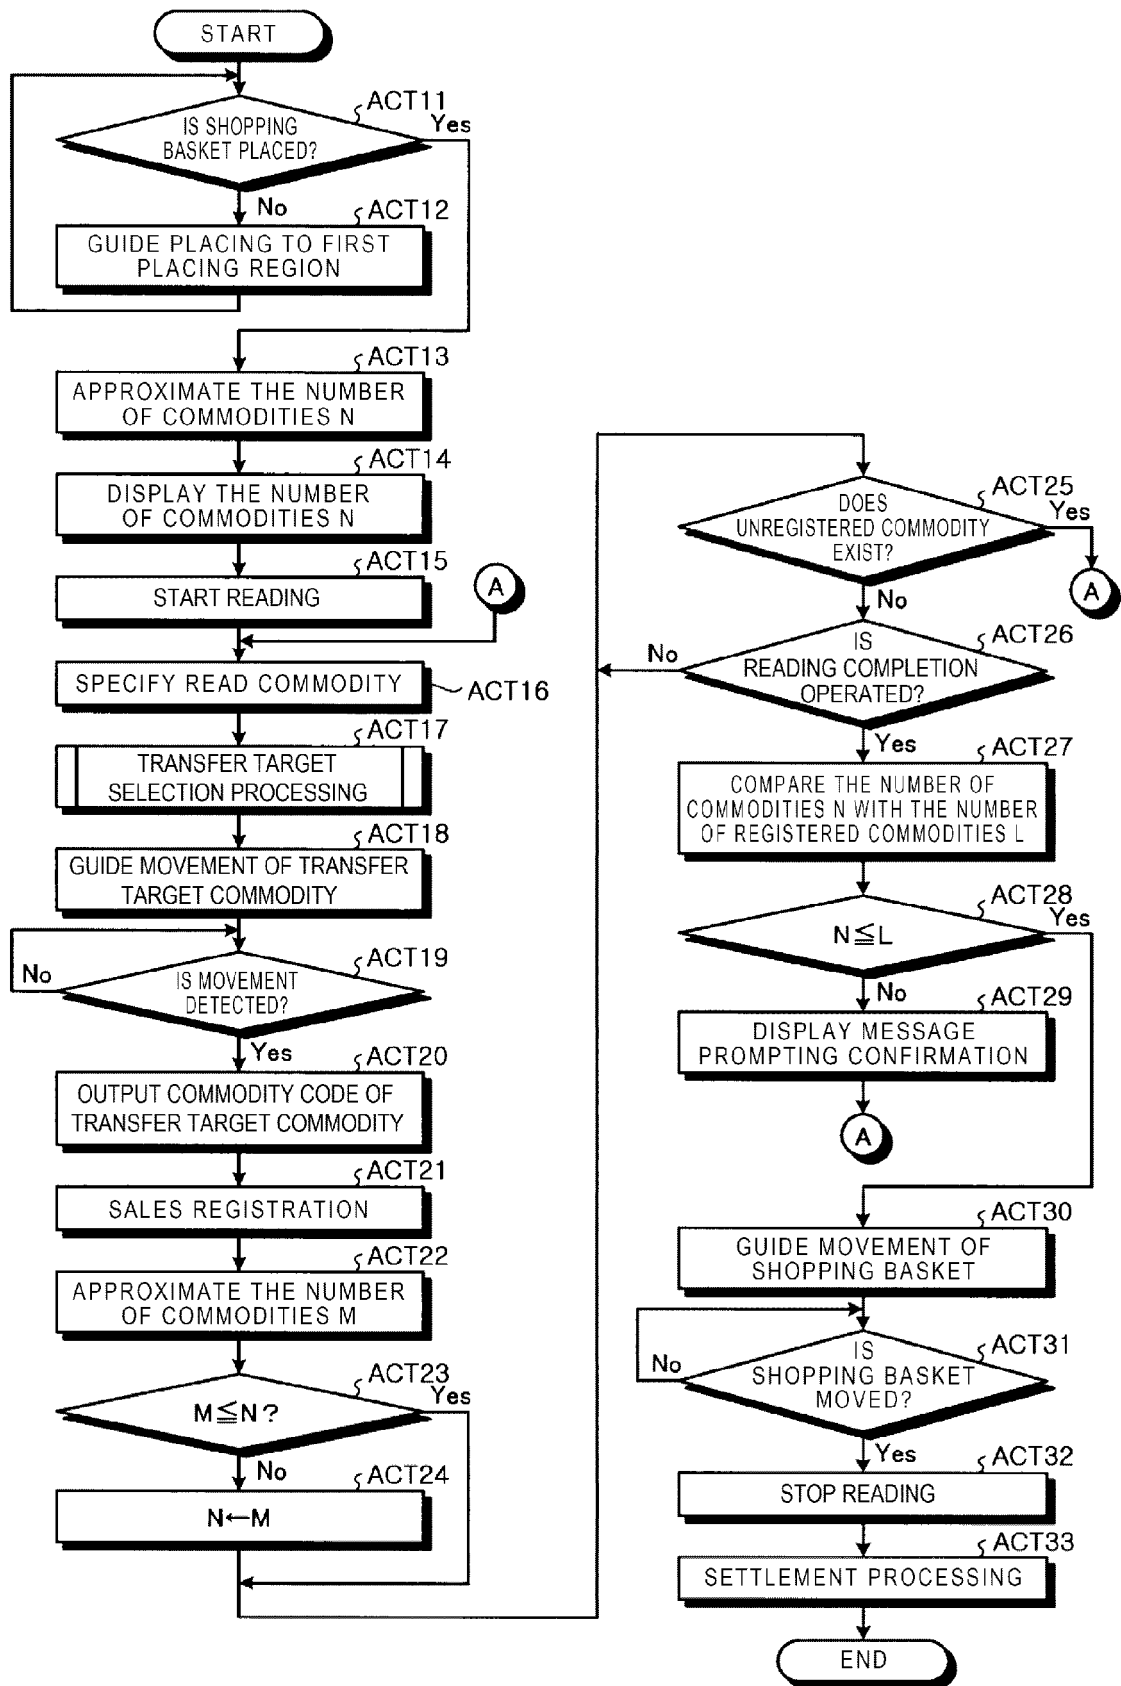 START
ACT11
IS SHOPPING
BASKET PLACED?
Yes
No
ACT12
GUIDE PLACING TO FIRST
PLACING REGION
ACT13
APPROXIMATE THE NUMBER
OF COMMODITIES N
ACT14
DISPLAY THE NUMBER
OF COMMODITIES N
ACT15
START READING
A
SPECIFY READ COMMODITY
ACT16
ACT17
TRANSFER TARGET
SELECTION PROCESSING
ACT18
GUIDE MOVEMENT OF TRANSFER
TARGET COMMODITY
ACT19
No
IS MOVEMENT
DETECTED?
Yes
ACT20
OUTPUT COMMODITY CODE OF
TRANSFER TARGET COMMODITY
ACT21
SALES REGISTRATION
ACT22
APPROXIMATE THE NUMBER
OF COMMODITIES M
ACT23
Yes
M≦N?
No
ACT24
N←M
ACT25
DOES
UNREGISTERED COMMODITY
EXIST?
Yes
A
No
ACT26
IS
READING COMPLETION
OPERATED?
No
Yes
ACT27
COMPARE THE NUMBER OF
COMMODITIES N WITH THE NUMBER
OF REGISTERED COMMODITIES L
ACT28
Yes
N≦L
No
ACT29
DISPLAY MESSAGE
PROMPTING CONFIRMATION
A
ACT30
GUIDE MOVEMENT OF
SHOPPING BASKET
ACT31
IS
SHOPPING BASKET
MOVED?
No
Yes
ACT32
STOP READING
ACT33
SETTLEMENT PROCESSING
END